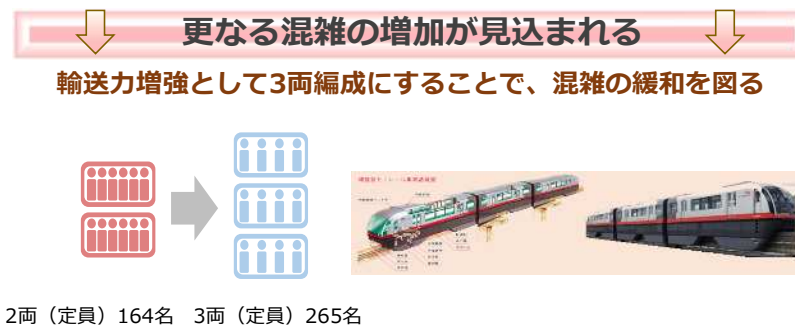 更なる混雑の増加が見込まれる
輸送力増強として3両編成にすることで、混雑の緩和を図る
2両（定員）164名　3両（定員）265名